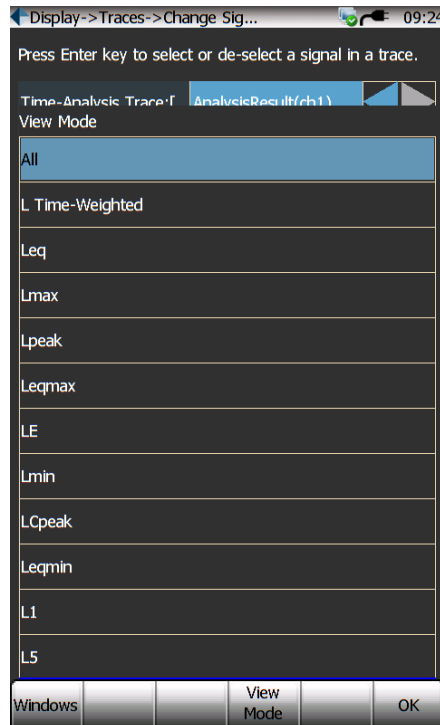 Display->Traces->Change Sig... 09:24
Press Enter key to select or de-select a signal in a trace.
Time-Analysis Trace:[ AnalysisResult(ch1)
View Mode
All
L Time-Weighted
Leq
Lmax
Lpeak
Leqmax
LE
Lmin
LCpeak
Leqmin
L1
L5
Windows View Mode OK